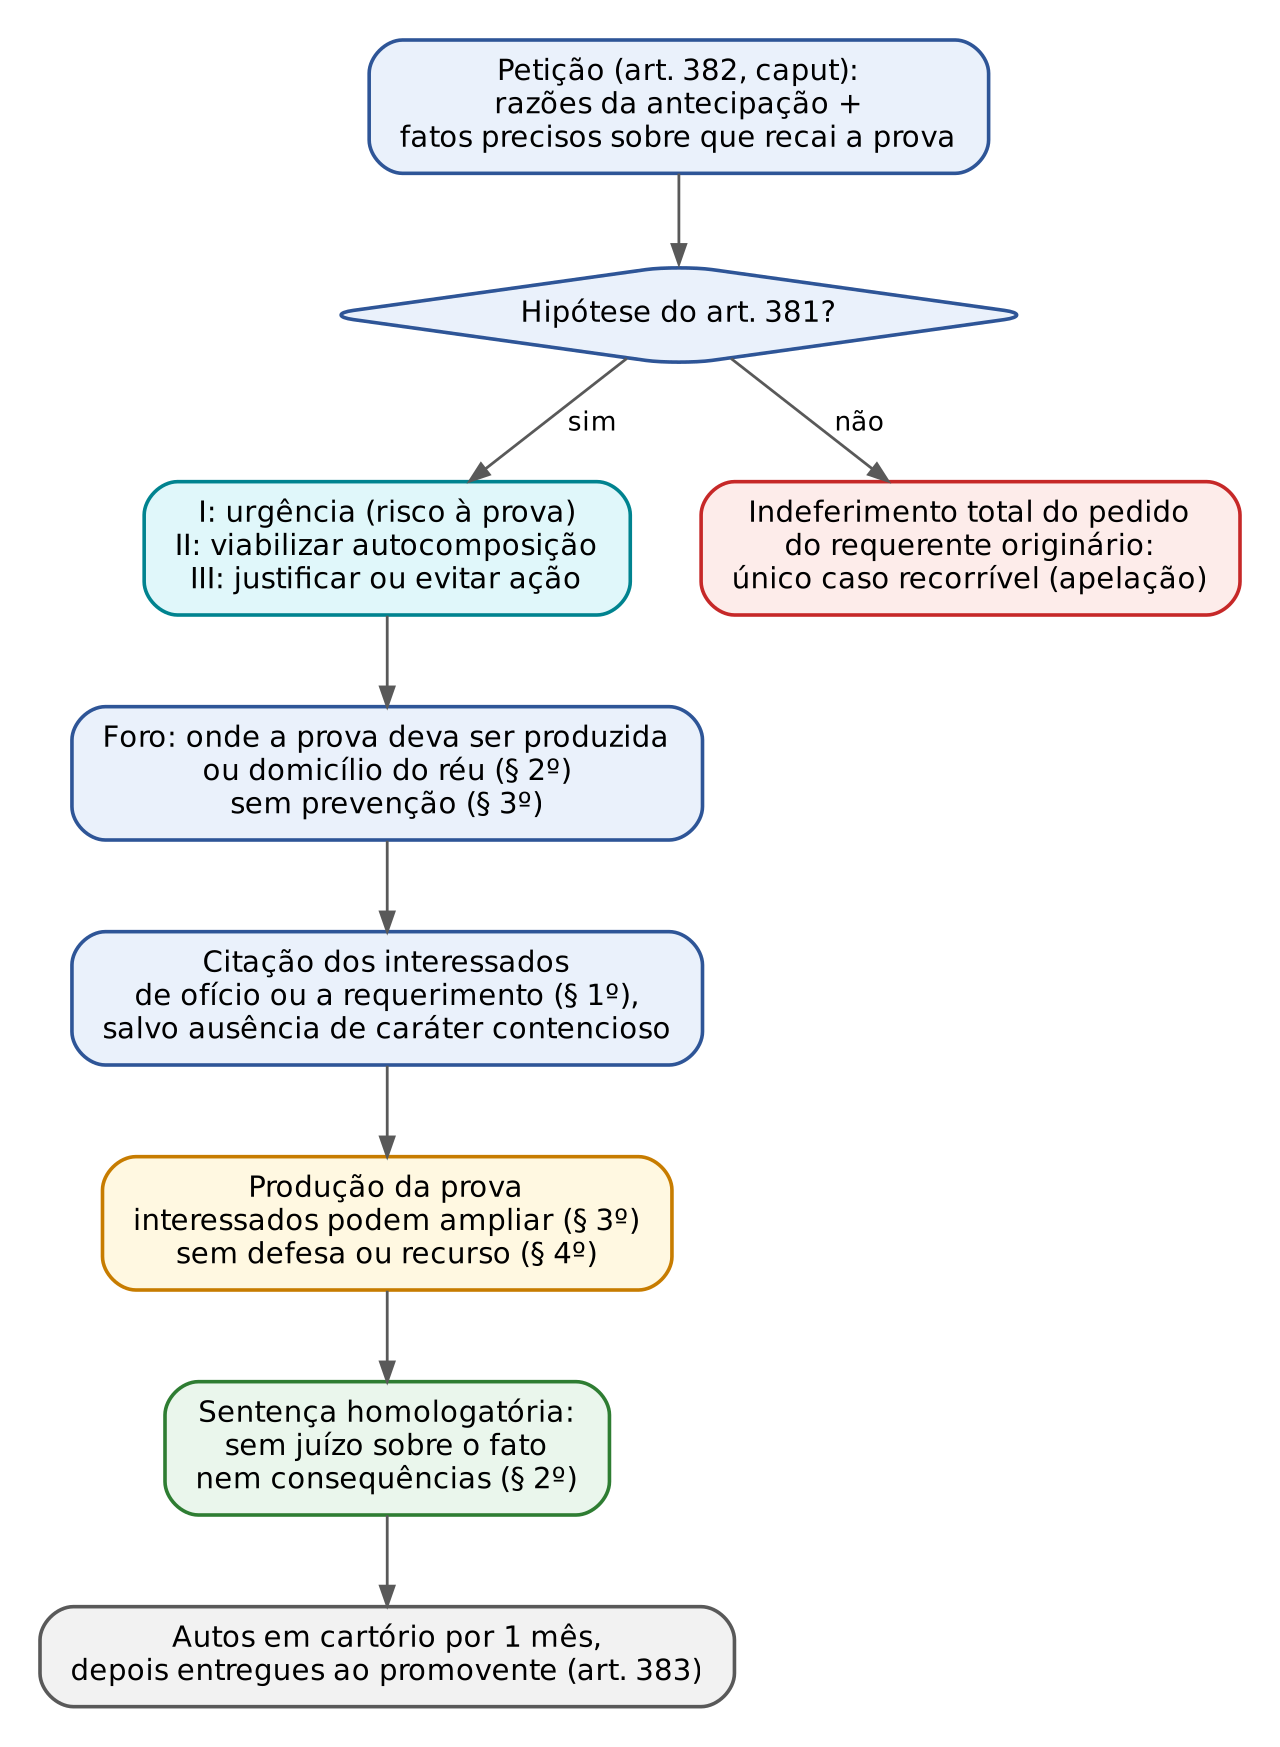 Petição (art. 382, caput):
razões da antecipação +
fatos precisos sobre que recai a prova
Hipótese do art. 381?
sim
não
I: urgência (risco à prova)
II: viabilizar autocomposição
III: justificar ou evitar ação
Indeferimento total do pedido
do requerente originário:
único caso recorrível (apelação)
Foro: onde a prova deva ser produzida
ou domicílio do réu (§ 2º)
sem prevenção (§ 3º)
Citação dos interessados
de ofício ou a requerimento (§ 1º),
salvo ausência de caráter contencioso
Produção da prova
interessados podem ampliar (§ 3º)
sem defesa ou recurso (§ 4º)
Sentença homologatória:
sem juízo sobre o fato
nem consequências (§ 2º)
Autos em cartório por 1 mês,
depois entregues ao promovente (art. 383)